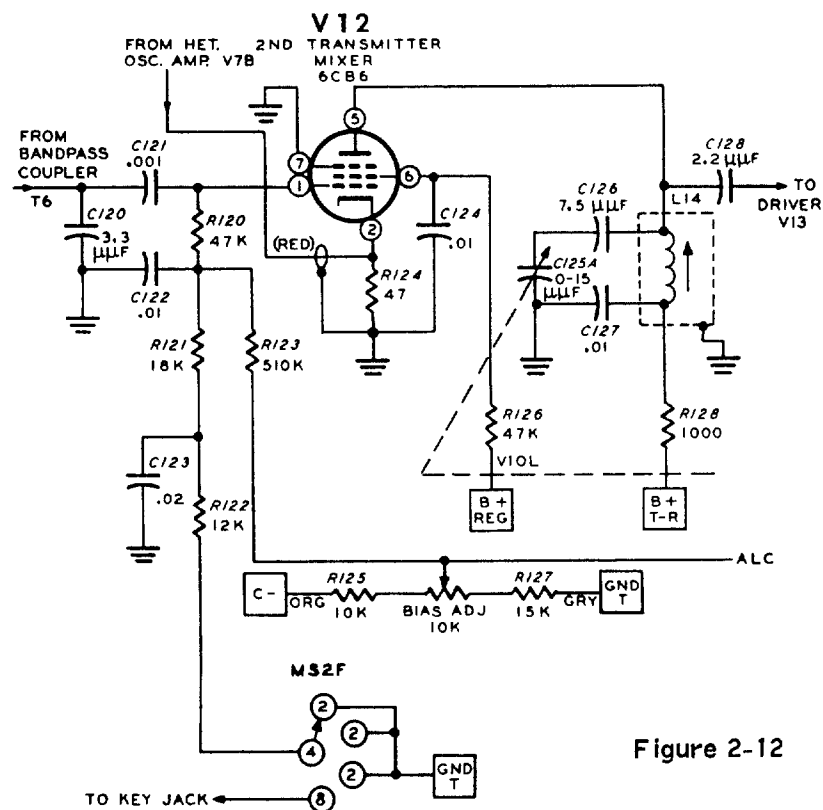 V12
FROM HET. 2ND TRANSMITTER
OSC. AMP. V7B MIXER
6CB6
FROM
BANDPASS
COUPLER
T6
C121
.001
C120
3.3
µµF
R120
47K
C122
.01
7
1
5
6
2
(RED)
R124
47
C124
.01
C126
7.5 µµF
L14
C128
2.2µµF
TO
DRIVER
V13
C125A
0-15
µµF
C127
.01
R121
18K
R123
510K
R126
47K
VIOL
R128
1000
B+
REG
B+
T-R
C123
.02
R122
12K
ALC
C-
ORG
R125
10K
BIAS ADJ
10K
R127
15K
GRY
GND
T
MS2F
2
2
4
2
GND
T
8
TO KEY JACK
Figure 2-12